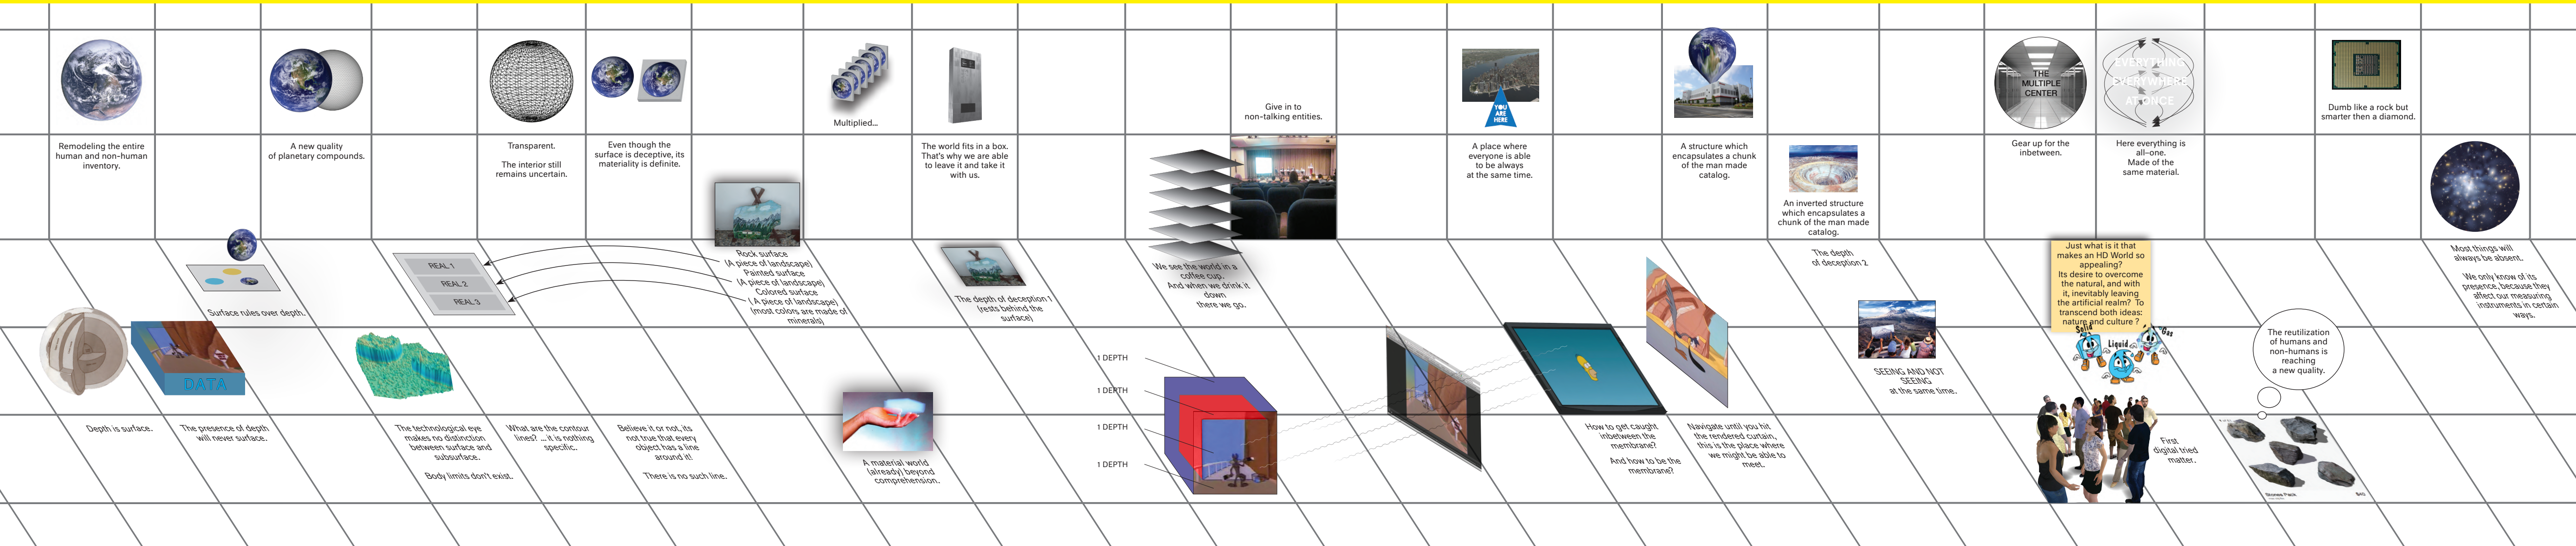 Remodeling the entire
human and non-human
inventory.
A new quality
of planetary compounds.
Transparent.
The interior still
remains uncertain.
Even though the
surface is deceptive, its
materiality is definite.
Multiplied...
The world fits in a box.
That's why we are able
to leave it and take it
with us.
Give in to
non-talking entities.
YOU
ARE
HERE
A place where
everyone is able
to be always
at the same time.
A structure which
encapsulates a chunk
of the man made
catalog.
An inverted structure
which encapsulates a
chunk of the man made
catalog.
THE
MULTIPLE
CENTER
Gear up for the
inbetween.
EVERYTHING
EVERYWHERE
AT ONCE
Here everything is
all–one.
Made of the
same material.
Dumb like a rock but
smarter then a diamond.
Surface rules over depth.
REAL 1
REAL 2
REAL 3
Rock surface
(A piece of landscape)
Painted surface
(A piece of landscape)
Colored surface
( A piece of landscape)
(most colors are made of
minerals)
The depth of deception 1
(rests behind the
surface)
We see the world in a
coffee cup.
And when we drink it
down
there we go.
The depth
of deception 2
SEEING AND NOT
SEEING
at the same time.
Just what is it that
makes an HD World so
appealing?
Its desire to overcome
the natural, and with
it, inevitably leaving
the artificial realm? To
transcend both ideas:
nature and culture ?
Solid
Liquid
Gas
The reutilization
of humans and
non-humans is
reaching
a new quality.
Most things will
always be absent.
We only know of its
presence, because they
affect our measuring
instruments in certain
ways.
DATA
Depth is surface.
The presence of depth
will never surface.
The technological eye
makes no distinction
between surface and
subsurface.
Body limits don't exist.
What are the contour
lines? ... it is nothing
specific.
Believe it or not, its
not true that every
object has a line
around it!
There is no such line.
A material world
(already) beyond
comprehension.
1 DEPTH
1 DEPTH
1 DEPTH
1 DEPTH
How to get caught
inbetween the
membrane?
And how to be the
membrane?
Navigate until you hit
the rendered curtain,
this is the place where
we might be able to
meet.
First
digital tried
matter.
Stones Pack
$40